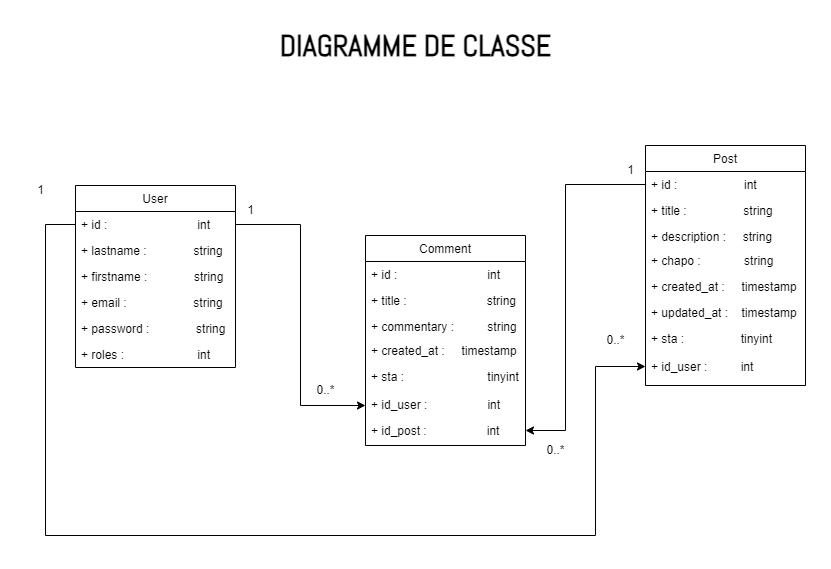 DIAGRAMME DE CLASSE
1
User
+ id : int
+ lastname : string
+ firstname : string
+ email : string
+ password : string
+ roles : int
1
0..*
Comment
+ id : int
+ title : string
+ commentary : string
+ created_at : timestamp
+ sta : tinyint
+ id_user : int
+ id_post : int
0..*
1
0..*
Post
+ id : int
+ title : string
+ description : string
+ chapo : string
+ created_at : timestamp
+ updated_at : timestamp
+ sta : tinyint
+ id_user : int